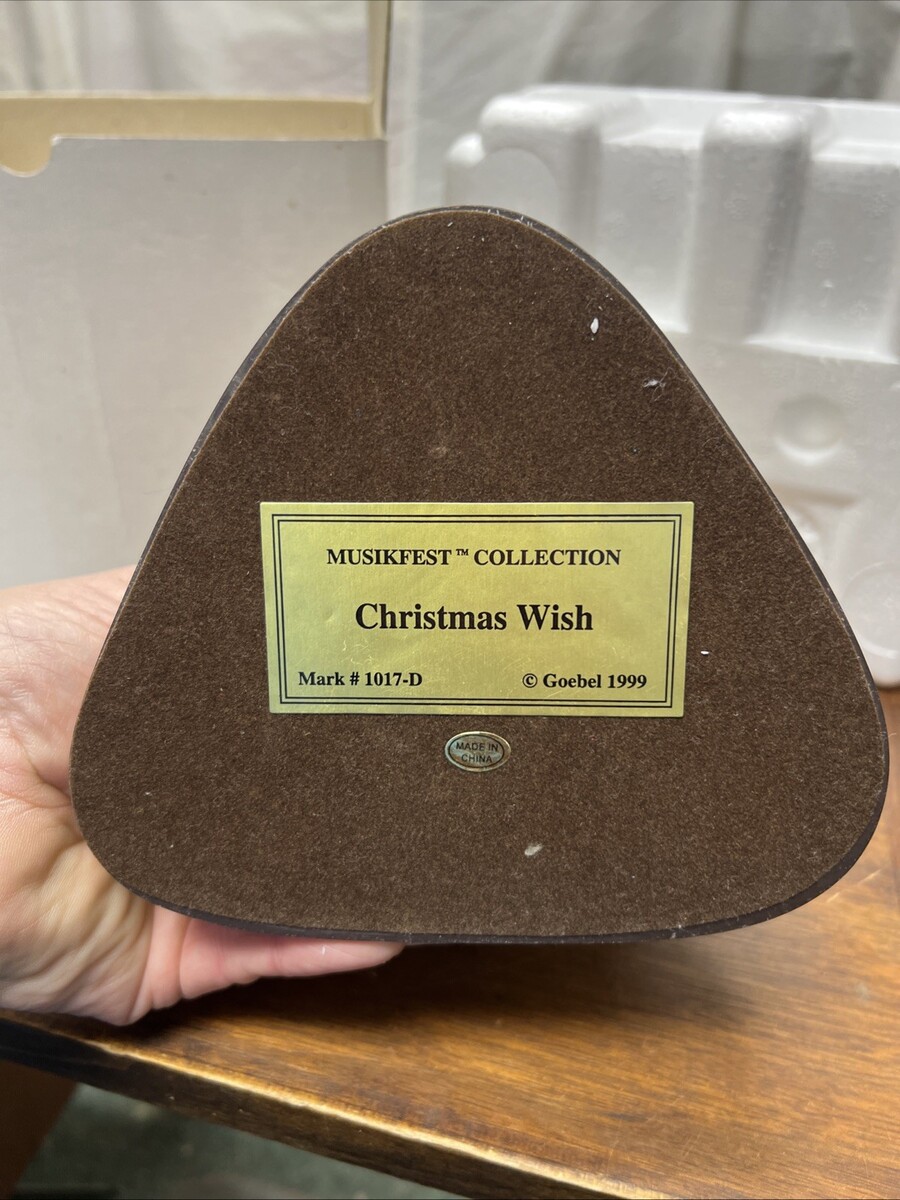 MUSIKFEST™ COLLECTION
Christmas Wish
Mark # 1017-D © Goebel 1999
MADE IN
CHINA